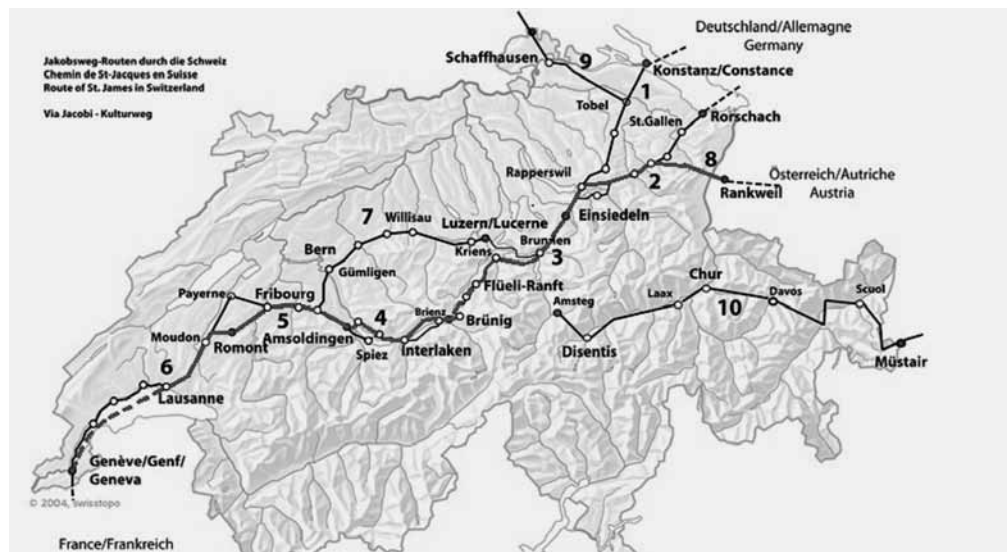 Jakobsweg-Routen durch die Schweiz
Chemin de St-Jacques en Suisse
Route of St. James in Switzerland
Via Jacobi - Kulturweg
Deutschland/Allemagne
Germany
Schaffhausen
9
Konstanz/Constance
Tobel
1
St.Gallen
Rorschach
Rapperswil
8
2
Österreich/Autriche
Austria
Rankweil
Einsiedeln
7
Willisau
Luzern/Lucerne
Bern
Kriens
Brunnen
3
Gümligen
Flüeli-Ranft
Chur
Payerne
Fribourg
Amsteg
Laax
Davos
Scuol
10
5
4
Brienz
Brünig
Moudon
Romont
Amsoldingen
Spiez
Interlaken
Disentis
Müstair
6
Lausanne
Genève/Genf/
Geneva
© 2004, swisstopo
France/Frankreich